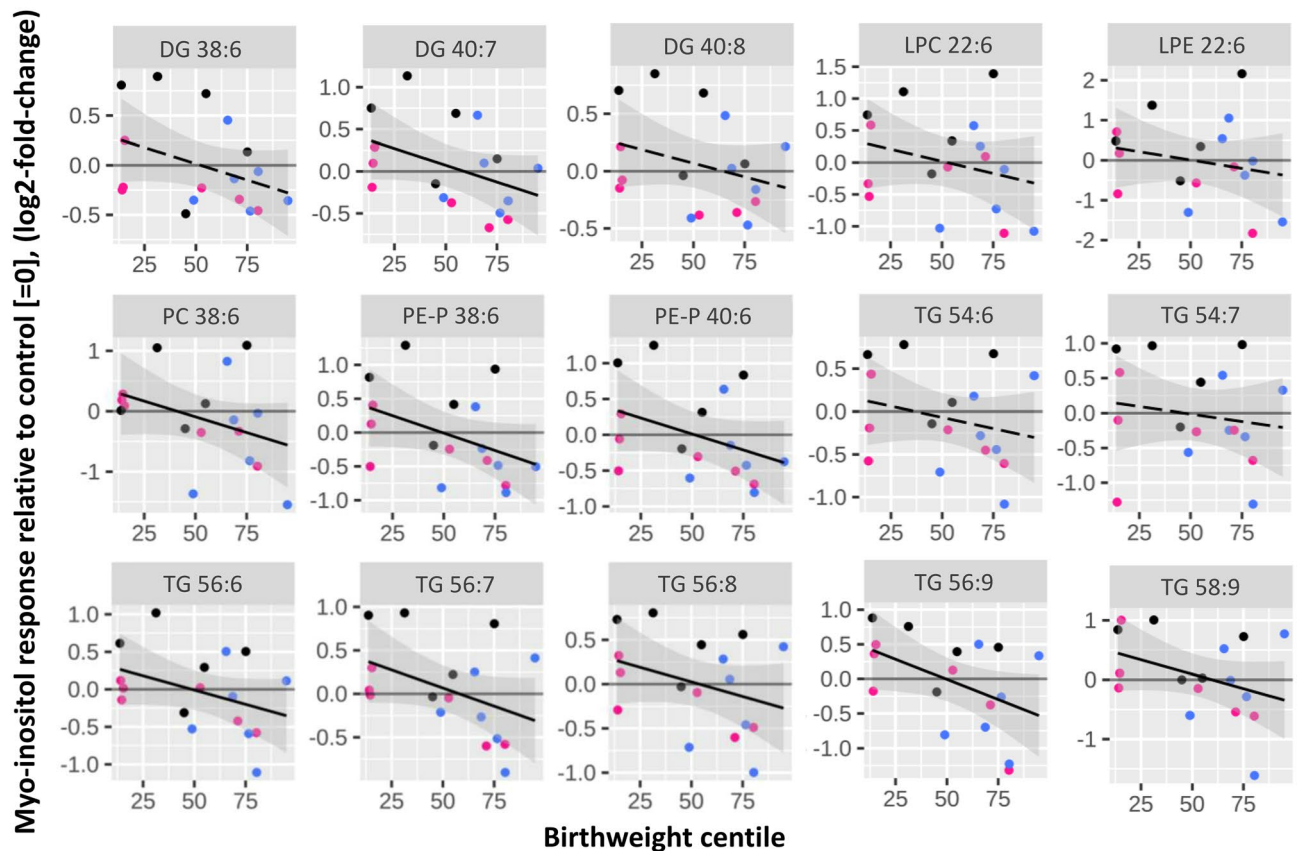 Myo-inositol response relative to control [=0], (log2-fold-change)
DG 38:6
DG 40:7
DG 40:8
LPC 22:6
LPE 22:6
0.5
0.0
-0.5
25 50 75
1.0
0.5
0.0
-0.5
25 50 75
0.5
0.0
-0.5
25 50 75
1.5
1.0
0.5
0.0
-0.5
-1.0
25 50 75
2
1
0
-1
-2
25 50 75
PC 38:6
PE-P 38:6
PE-P 40:6
TG 54:6
TG 54:7
1
0
-1
25 50 75
1.0
0.5
0.0
-0.5
-1.0
25 50 75
1.0
0.5
0.0
-0.5
-1.0
25 50 75
0.5
0.0
-0.5
-1.0
25 50 75
1.0
0.5
0.0
-0.5
-1.0
25 50 75
TG 56:6
TG 56:7
TG 56:8
TG 56:9
TG 58:9
1.0
0.5
0.0
-0.5
-1.0
25 50 75
1.0
0.5
0.0
-0.5
25 50 75
0.5
0.0
-0.5
-1.0
25 50 75
1.0
0.5
0.0
-0.5
-1.0
25 50 75
1
0
-1
25 50 75
Birthweight centile